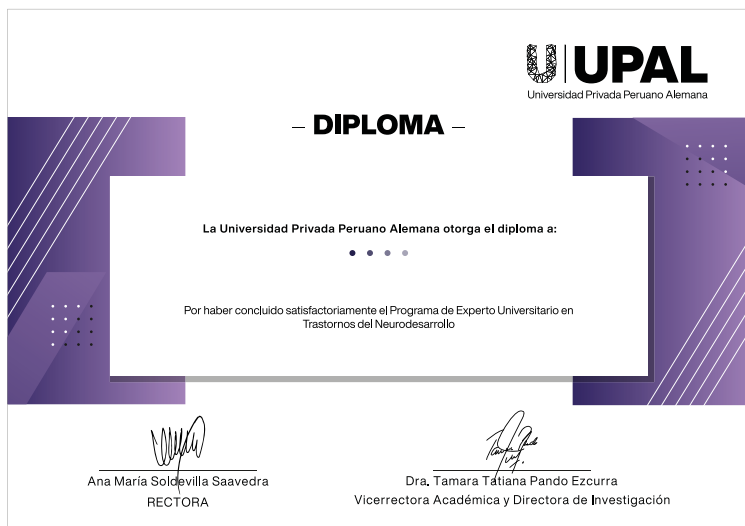 UPAL
Universidad Privada Peruano Alemana
– DIPLOMA –
La Universidad Privada Peruano Alemana otorga el diploma a:
Por haber concluido satisfactoriamente el Programa de Experto Universitario en
Trastornos del Neurodesarrollo
Ana María Soldevilla Saavedra
RECTORA
Dra. Tamara Tatiana Pando Ezcurra
Vicerrectora Académica y Directora de Investigación